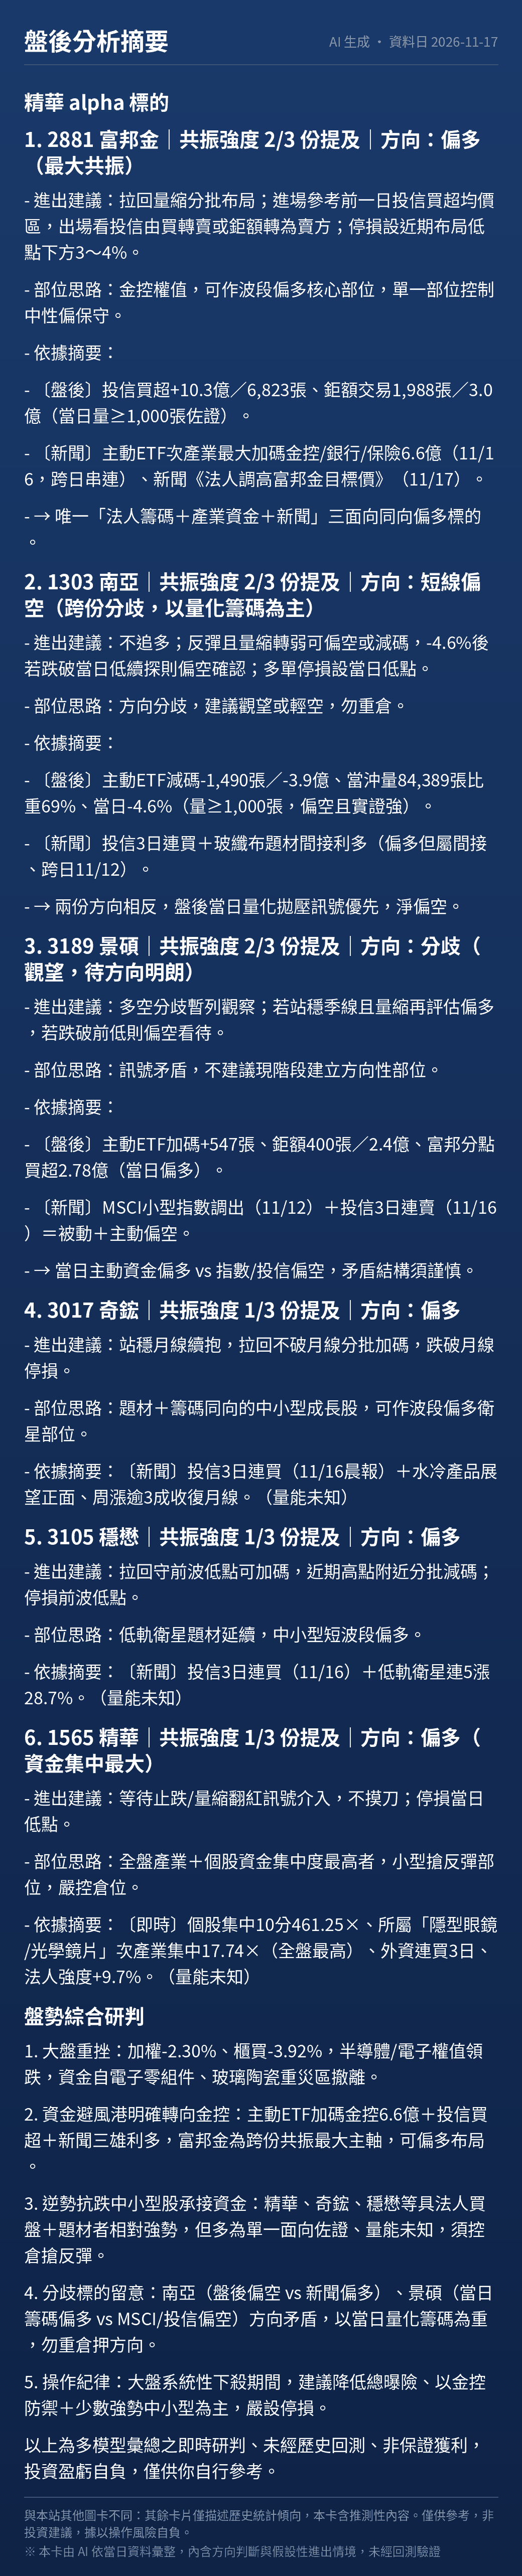 盤後分析摘要
AI 生成 · 資料日 2026-11-17
精華 alpha 標的
1. 2881 富邦金｜共振強度 2/3 份提及｜方向：偏多
（最大共振）
- 進出建議：拉回量縮分批布局；進場參考前一日投信買超均價
區，出場看投信由買轉賣或鉅額轉為賣方；停損設近期布局低
點下方3～4%。
- 部位思路：金控權值，可作波段偏多核心部位，單一部位控制
中性偏保守。
- 依據摘要：
- 〔盤後〕投信買超+10.3億／6,823張、鉅額交易1,988張／3.0
億（當日量≥1,000張佐證）。
- 〔新聞〕主動ETF次產業最大加碼金控/銀行/保險6.6億（11/1
6，跨日串連）、新聞《法人調高富邦金目標價》（11/17）。
- → 唯一「法人籌碼＋產業資金＋新聞」三面向同向偏多標的
。
2. 1303 南亞｜共振強度 2/3 份提及｜方向：短線偏
空（跨份分歧，以量化籌碼為主）
- 進出建議：不追多；反彈且量縮轉弱可偏空或減碼，-4.6%後
若跌破當日低續探則偏空確認；多單停損設當日低點。
- 部位思路：方向分歧，建議觀望或輕空，勿重倉。
- 依據摘要：
- 〔盤後〕主動ETF減碼-1,490張／-3.9億、當沖量84,389張比
重69%、當日-4.6%（量≥1,000張，偏空且實證強）。
- 〔新聞〕投信3日連買＋玻纖布題材間接利多（偏多但屬間接
、跨日11/12）。
- → 兩份方向相反，盤後當日量化拋壓訊號優先，淨偏空。
3. 3189 景碩｜共振強度 2/3 份提及｜方向：分歧（
觀望，待方向明朗）
- 進出建議：多空分歧暫列觀察；若站穩季線且量縮再評估偏多
，若跌破前低則偏空看待。
- 部位思路：訊號矛盾，不建議現階段建立方向性部位。
- 依據摘要：
- 〔盤後〕主動ETF加碼+547張、鉅額400張／2.4億、富邦分點
買超2.78億（當日偏多）。
- 〔新聞〕MSCI小型指數調出（11/12）＋投信3日連賣（11/16
）＝被動＋主動偏空。
- → 當日主動資金偏多 vs 指數/投信偏空，矛盾結構須謹慎。
4. 3017 奇鋐｜共振強度 1/3 份提及｜方向：偏多
- 進出建議：站穩月線續抱，拉回不破月線分批加碼，跌破月線
停損。
- 部位思路：題材＋籌碼同向的中小型成長股，可作波段偏多衛
星部位。
- 依據摘要：〔新聞〕投信3日連買（11/16晨報）＋水冷產品展
望正面、周漲逾3成收復月線。（量能未知）
5. 3105 穩懋｜共振強度 1/3 份提及｜方向：偏多
- 進出建議：拉回守前波低點可加碼，近期高點附近分批減碼；
停損前波低點。
- 部位思路：低軌衛星題材延續，中小型短波段偏多。
- 依據摘要：〔新聞〕投信3日連買（11/16）＋低軌衛星連5漲
28.7%。（量能未知）
6. 1565 精華｜共振強度 1/3 份提及｜方向：偏多（
資金集中最大）
- 進出建議：等待止跌/量縮翻紅訊號介入，不摸刀；停損當日
低點。
- 部位思路：全盤產業＋個股資金集中度最高者，小型搶反彈部
位，嚴控倉位。
- 依據摘要：〔即時〕個股集中10分461.25×、所屬「隱型眼鏡
/光學鏡片」次產業集中17.74×（全盤最高）、外資連買3日、
法人強度+9.7%。（量能未知）
盤勢綜合研判
1. 大盤重挫：加權-2.30%、櫃買-3.92%，半導體/電子權值領
跌，資金自電子零組件、玻璃陶瓷重災區撤離。
2. 資金避風港明確轉向金控：主動ETF加碼金控6.6億＋投信買
超＋新聞三雄利多，富邦金為跨份共振最大主軸，可偏多布局
。
3. 逆勢抗跌中小型股承接資金：精華、奇鋐、穩懋等具法人買
盤＋題材者相對強勢，但多為單一面向佐證、量能未知，須控
倉搶反彈。
4. 分歧標的留意：南亞（盤後偏空 vs 新聞偏多）、景碩（當日
籌碼偏多 vs MSCI/投信偏空）方向矛盾，以當日量化籌碼為重
，勿重倉押方向。
5. 操作紀律：大盤系統性下殺期間，建議降低總曝險、以金控
防禦＋少數強勢中小型為主，嚴設停損。
以上為多模型彙總之即時研判、未經歷史回測、非保證獲利，
投資盈虧自負，僅供你自行參考。
與本站其他圖卡不同：其餘卡片僅描述歷史統計傾向，本卡含推測性內容。僅供參考，非
投資建議，據以操作風險自負。
※ 本卡由 AI 依當日資料彙整，內含方向判斷與假設性進出情境，未經回測驗證